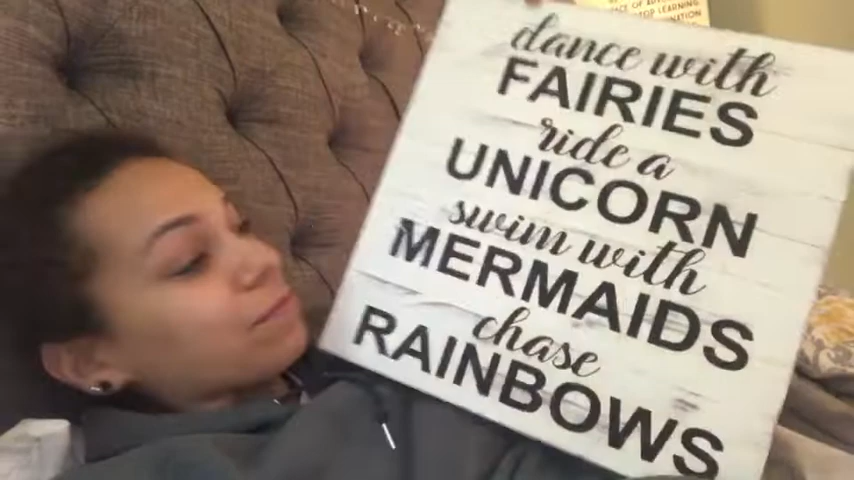 dance with
FAIRIES
ride a
UNICORN
swim with
MERMAIDS
chase
RAINBOWS